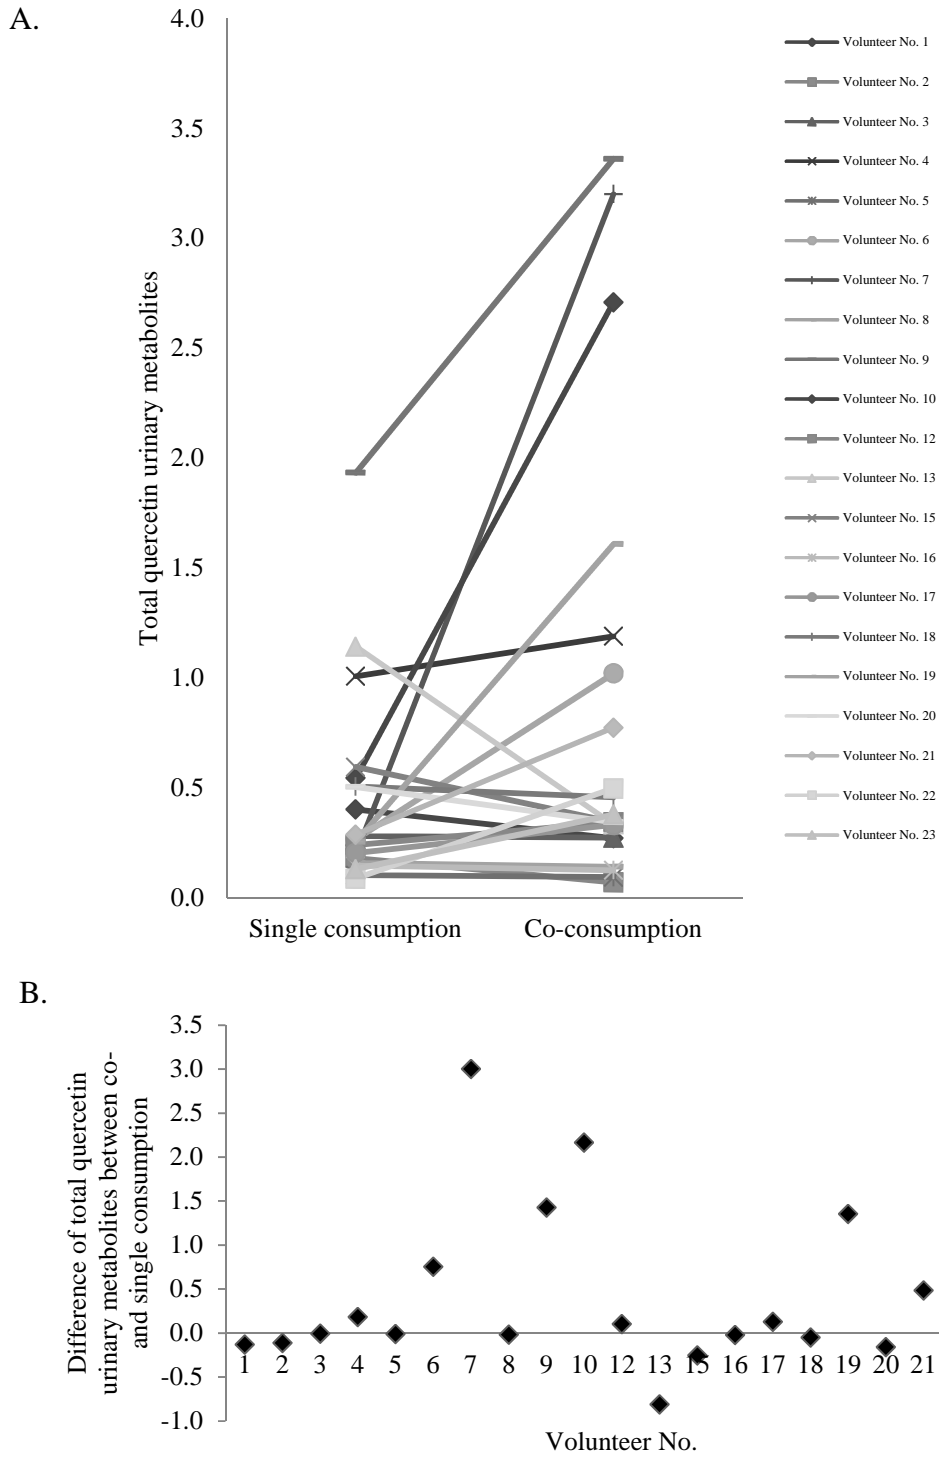 A.
4.0
3.5
3.0
2.5
2.0
1.5
1.0
0.5
0.0
Total quercetin urinary metabolites
Single consumption
Co-consumption
Volunteer No. 1
Volunteer No. 2
Volunteer No. 3
Volunteer No. 4
Volunteer No. 5
Volunteer No. 6
Volunteer No. 7
Volunteer No. 8
Volunteer No. 9
Volunteer No. 10
Volunteer No. 12
Volunteer No. 13
Volunteer No. 15
Volunteer No. 16
Volunteer No. 17
Volunteer No. 18
Volunteer No. 19
Volunteer No. 20
Volunteer No. 21
Volunteer No. 22
Volunteer No. 23
B.
Difference of total quercetin
urinary metabolites between co-
and single consumption
3.5
3.0
2.5
2.0
1.5
1.0
0.5
0.0
-0.5
-1.0
1 2 3 4 5 6 7 8 9 10 12 13 15 16 17 18 19 20 21
Volunteer No.